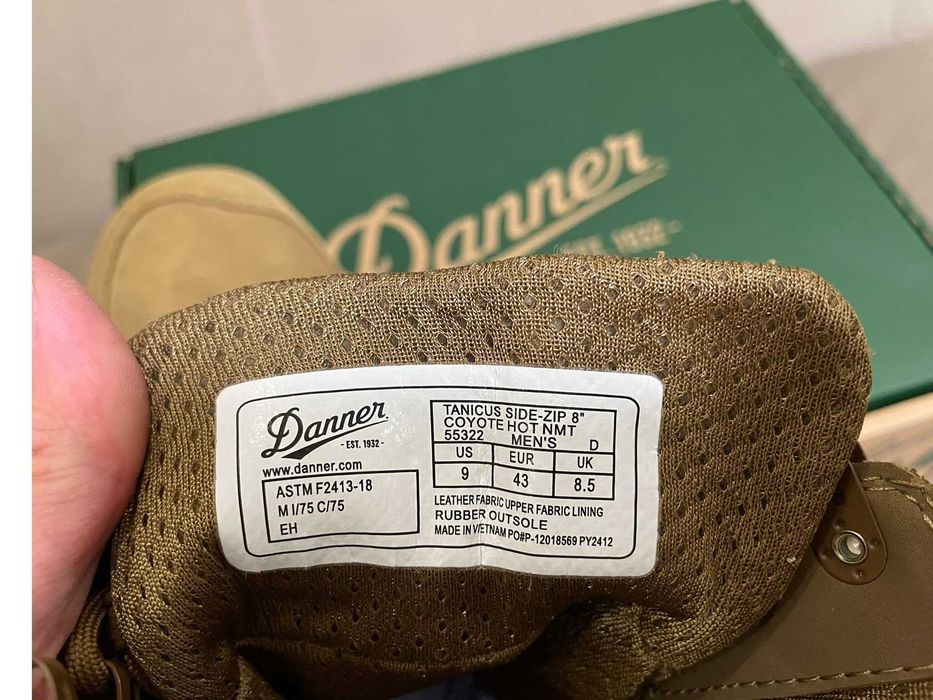 Danner
- EST. 1932 -
Danner
- EST. 1932 -
www.danner.com
ASTM F2413-18
M I/75 C/75
EH
TANICUS SIDE-ZIP 8"
COYOTE HOT NMT
55322 MEN'S D
US EUR UK
9 43 8.5
LEATHER FABRIC UPPER FABRIC LINING
RUBBER OUTSOLE
MADE IN VIETNAM PO#P-12018569 PY2412